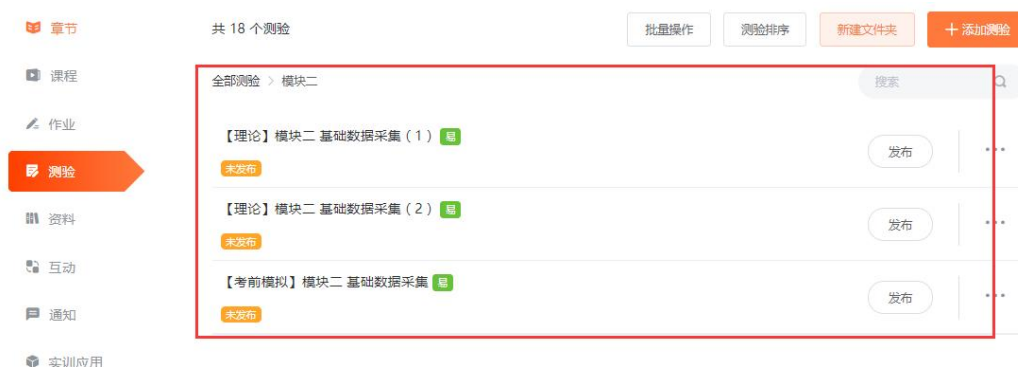 章节
课程
作业
测验
资料
互动
通知
实训应用
共 18 个测验
批量操作
测验排序
新建文件夹
+ 添加测验
全部测验 > 模块二
搜索
【理论】模块二 基础数据采集（1） 易
未发布
发布
【理论】模块二 基础数据采集（2） 易
未发布
发布
【考前模拟】模块二 基础数据采集 易
未发布
发布